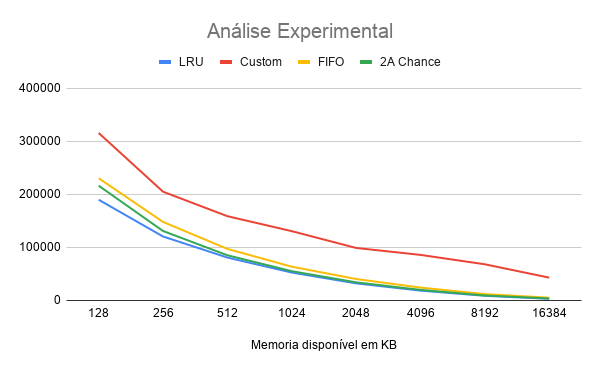 Análise Experimental
LRU Custom FIFO 2A Chance
400000
300000
200000
100000
0
128 256 512 1024 2048 4096 8192 16384
Memoria disponível em KB